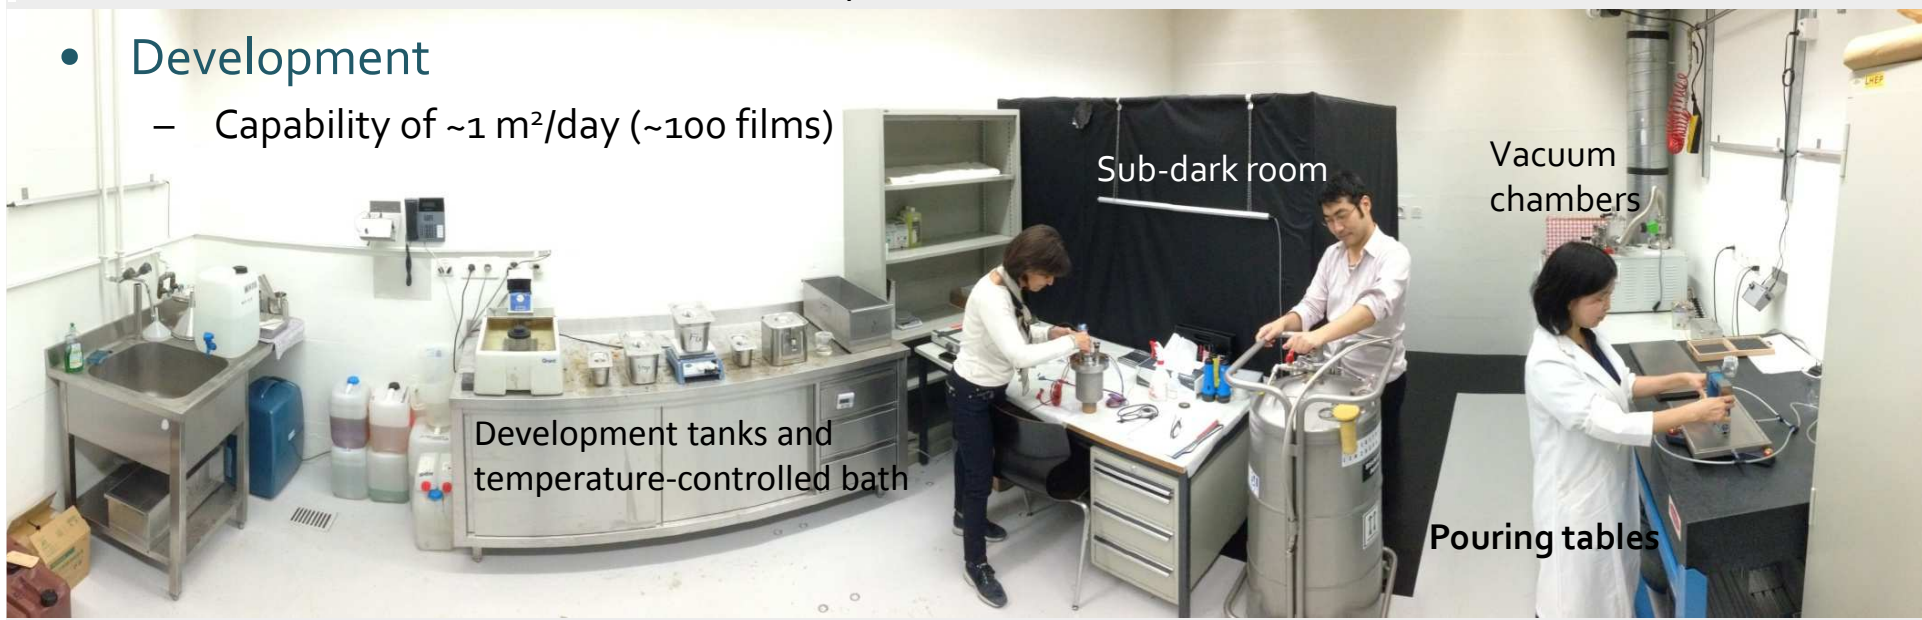 • Development
– Capability of ~1 m²/day (~100 films)
Sub-dark room
Vacuum
chambers
LHEP
Development tanks and
temperature-controlled bath
Pouring tables